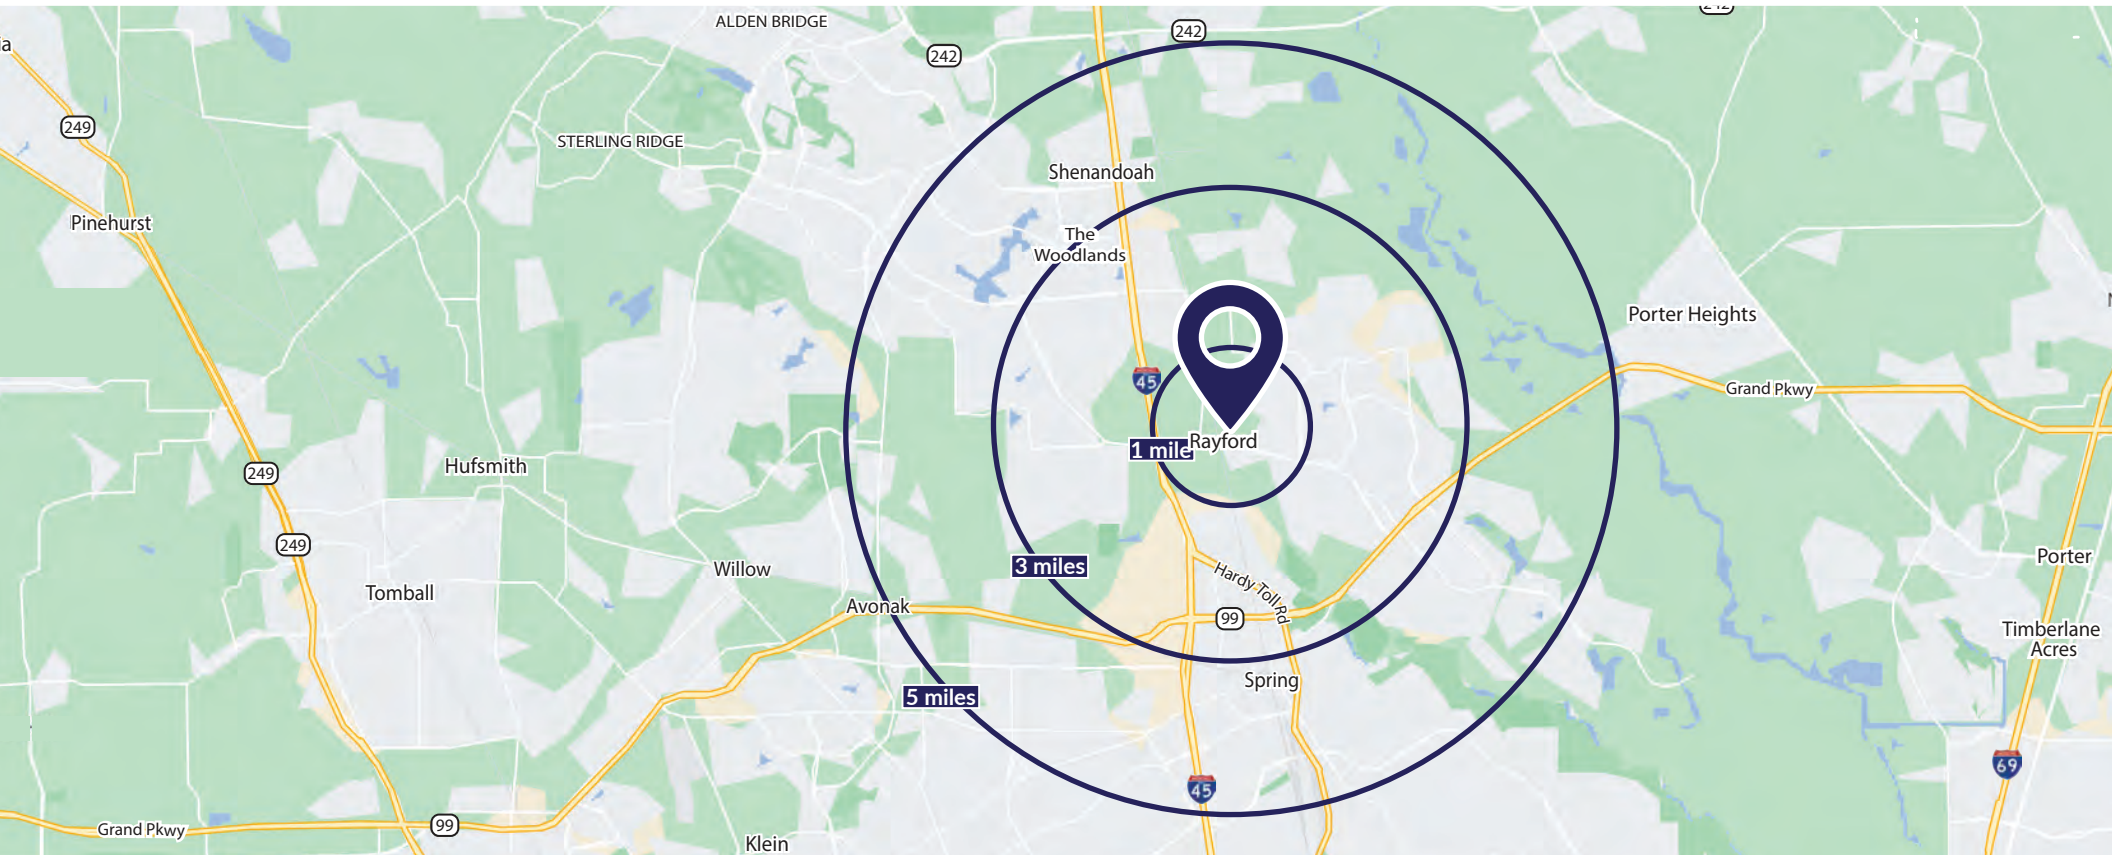 ALDEN BRIDGE
242
242
242
ia
249
STERLING RIDGE
Shenandoah
Pinehurst
The
Woodlands
Porter Heights
45
Grand Pkwy
1 mile
Rayford
Hufsmith
249
249
Porter
3 miles
Willow
Hardy Toll Rd
Tomball
Avonak
99
Timberlane
Acres
Spring
5 miles
69
45
Grand Pkwy
99
Klein